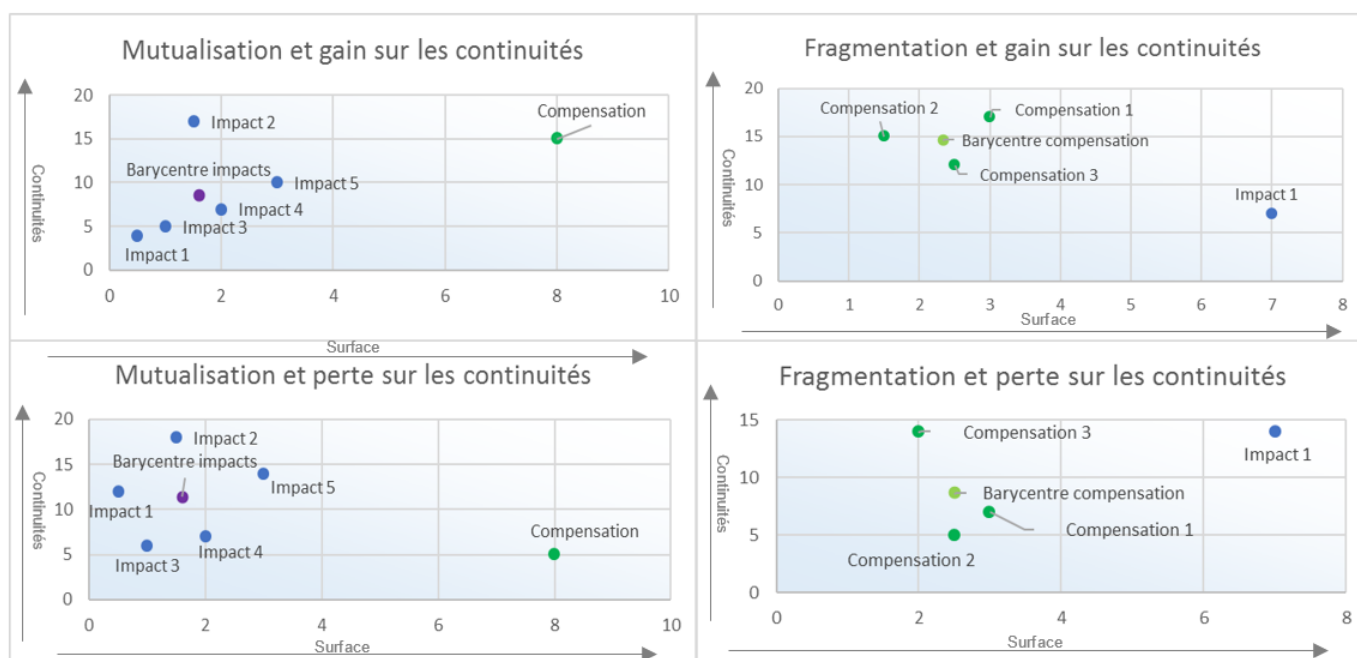 Mutualisation et gain sur les continuités
Continuités
20
15
10
5
0
Impact 2
Compensation
Barycentre impacts
Impact 5
Impact 4
Impact 3
Impact 1
0 2 4 6 8 10
Surface
Fragmentation et gain sur les continuités
Continuités
20
15
10
5
0
Compensation 2
Compensation 1
Barycentre compensation
Compensation 3
Impact 1
0 1 2 3 4 5 6 7 8
Surface
Mutualisation et perte sur les continuités
Continuités
20
15
10
5
0
Impact 2
Barycentre impacts
Impact 5
Impact 1
Compensation
Impact 4
Impact 3
0 2 4 6 8 10
Surface
Fragmentation et perte sur les continuités
Continuités
15
10
5
0
Compensation 3
Impact 1
Barycentre compensation
Compensation 1
Compensation 2
0 2 4 6 8
Surface